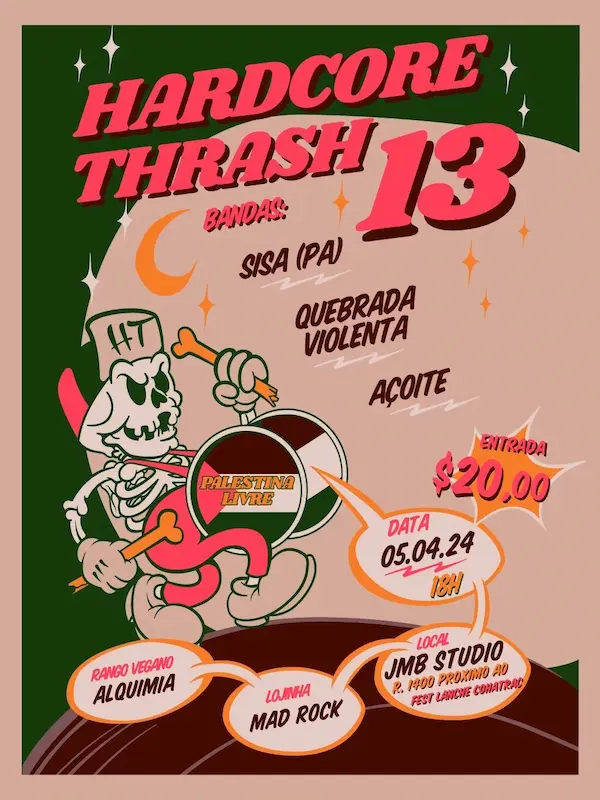 HARDCORE
THRASH 13
BANDAS:
SISA (PA)
QUEBRADA
VIOLENTA
AÇOITE
HT
ENTRADA
$20,00
PALESTINA
LIVRE
DATA
05.04.24
18H
LOCAL
JMB STUDIO
R. 1400 PROXIMO AO
FEST LANCHE COHATRAC
RANGO VEGANO
ALQUIMIA
LOJINHA
MAD ROCK